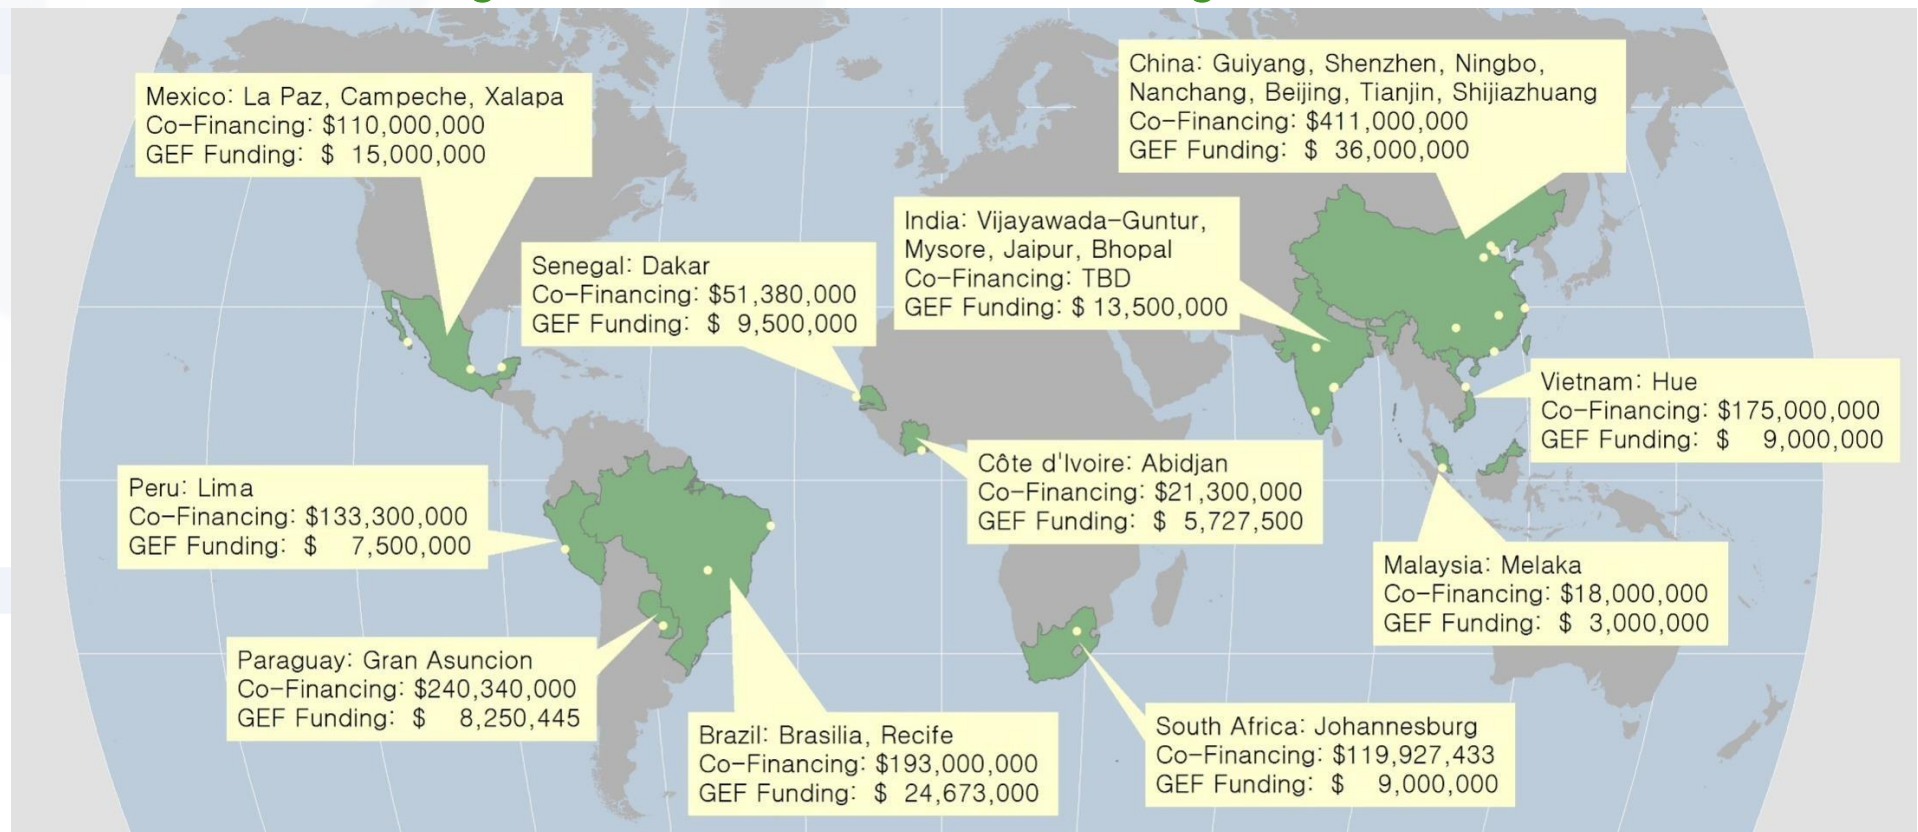 Mexico: La Paz, Campeche, Xalapa
Co-Financing: $110,000,000
GEF Funding: $ 15,000,000
China: Guiyang, Shenzhen, Ningbo,
Nanchang, Beijing, Tianjin, Shijiazhuang
Co-Financing: $411,000,000
GEF Funding: $ 36,000,000
India: Vijayawada-Guntur,
Mysore, Jaipur, Bhopal
Co-Financing: TBD
GEF Funding: $ 13,500,000
Senegal: Dakar
Co-Financing: $51,380,000
GEF Funding: $ 9,500,000
Vietnam: Hue
Co-Financing: $175,000,000
GEF Funding: $ 9,000,000
Côte d'Ivoire: Abidjan
Co-Financing: $21,300,000
GEF Funding: $ 5,727,500
Peru: Lima
Co-Financing: $133,300,000
GEF Funding: $ 7,500,000
Malaysia: Melaka
Co-Financing: $18,000,000
GEF Funding: $ 3,000,000
Paraguay: Gran Asuncion
Co-Financing: $240,340,000
GEF Funding: $ 8,250,445
Brazil: Brasilia, Recife
Co-Financing: $193,000,000
GEF Funding: $ 24,673,000
South Africa: Johannesburg
Co-Financing: $119,927,433
GEF Funding: $ 9,000,000